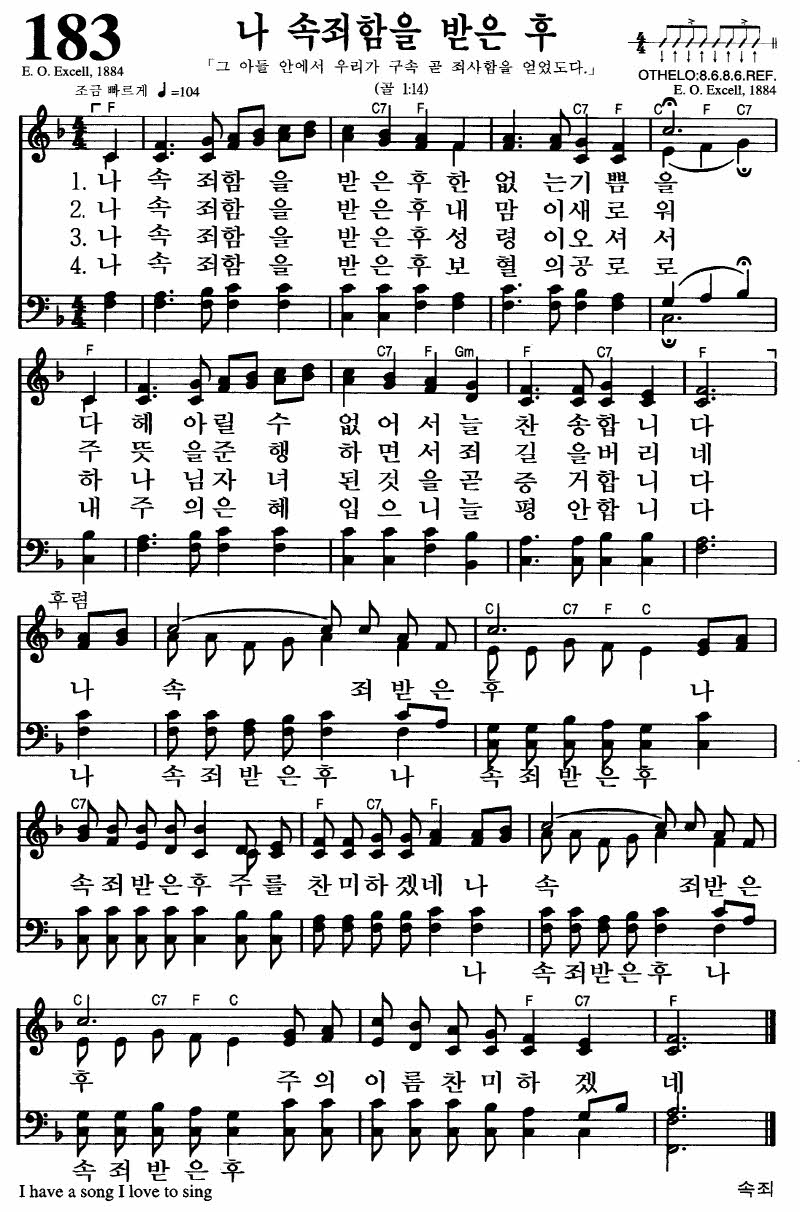 183
나 속죄함을 받은 후
E. O. Excell, 1884
「그 아들 안에서 우리가 구속 곧 죄사함을 얻었도다.」
OTHELO:8.6.8.6.REF.
조금 빠르게 ♩=104
(골 1:14)
E. O. Excell, 1884
F C7 F C7 F C F C7
1. 나 속 죄함 을 받 은 후 한 없 는기 쁨 을
2. 나 속 죄함 을 받 은 후 내 맘 이새 로 워
3. 나 속 죄함 을 받 은 후 성 령 이오 셔 서
4. 나 속 죄함 을 받 은 후 보 혈 의공 로 로
F C7 F Gm F C7 F
다 헤 아릴 수 없 어 서 늘 찬 송합 니 다
주 뜻 을준 행 하 면 서 죄 길 을버 리 네
하 나 님자 녀 된 것 을 곧 증 거합 니 다
내 주 의은 혜 입 으 니 늘 평 안합 니 다
후렴
C C7 F C
나 속 죄 받 은 후 나
나 속 죄 받 은 후 나 속 죄 받 은 후
C7 F C7 F
속 죄 받 은 후 주 를 찬 미 하 겠 네 나 속 죄받 은
나 속 죄 받 은 후 나
C C7 F C F C7 F
후 주 의 이 름 찬 미 하 겠 네
속 죄 받 은 후
I have a song I love to sing
속죄